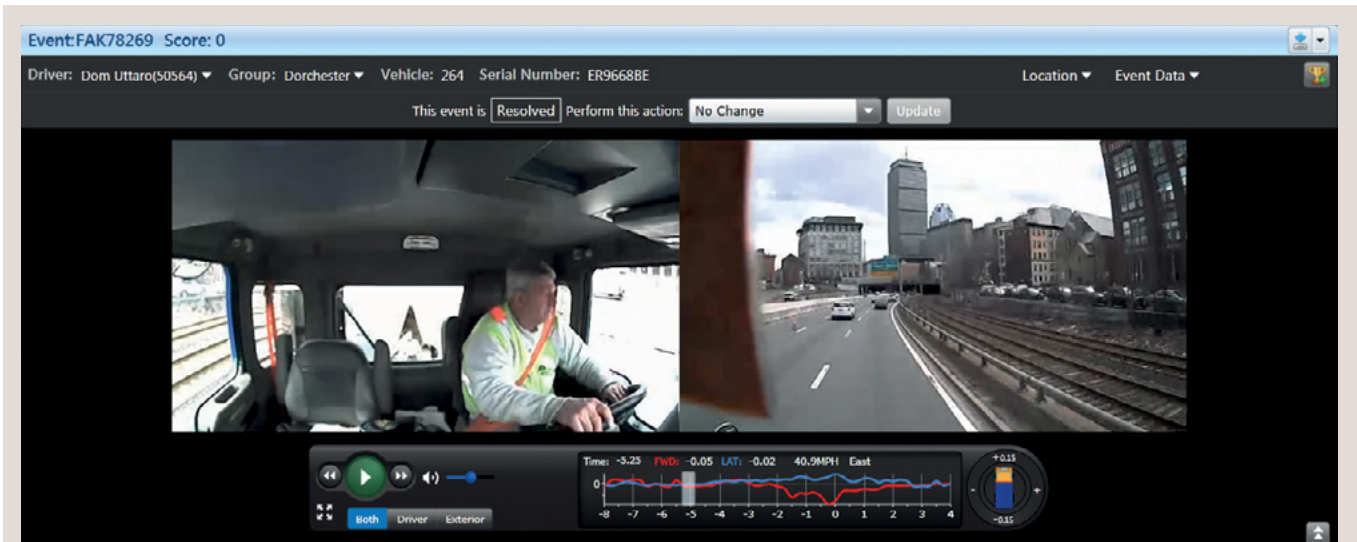 Event:FAK78269 Score: 0
Driver: Dom Uttaro(50564) Group: Dorchester Vehicle: 264 Serial Number: ER9668BE Location Event Data
This event is Resolved Perform this action: No Change Update
Time: -5.25 FWD: -0.05 LAT: -0.02 40.9MPH East
+0.15
0
- +
-8 -7 -6 -5 -4 -3 -2 -1 0 1 2 3 4
-0.15
Both Driver Exterior